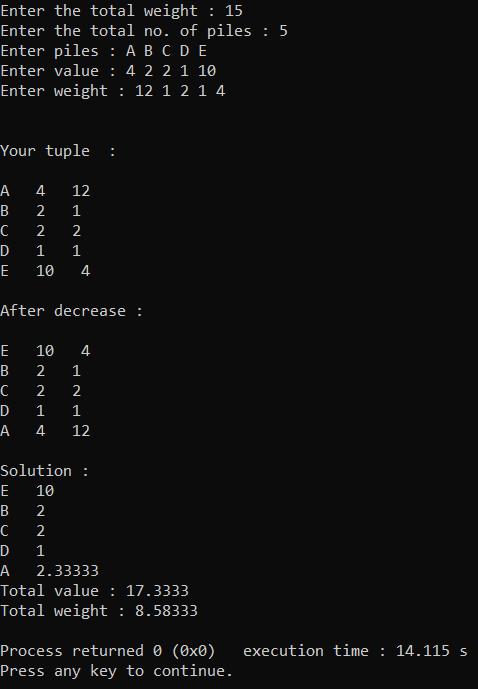 Enter the total weight : 15
Enter the total no. of piles : 5
Enter piles : A B C D E
Enter value : 4 2 2 1 10
Enter weight : 12 1 2 1 4
Your tuple  :
A   4   12
B   2   1
C   2   2
D   1   1
E   10   4
After decrease :
E   10   4
B   2   1
C   2   2
D   1   1
A   4   12
Solution :
E   10
B   2
C   2
D   1
A   2.33333
Total value : 17.3333
Total weight : 8.58333
Process returned 0 (0x0)   execution time : 14.115 s
Press any key to continue.